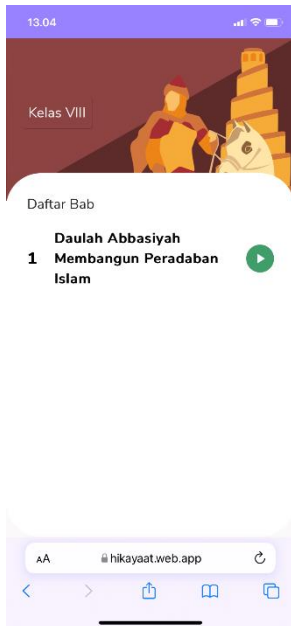 13.04
Kelas VIII
Daftar Bab
Daulah Abbasiyah
1 Membangun Peradaban
Islam
AA hikayaat.web.app